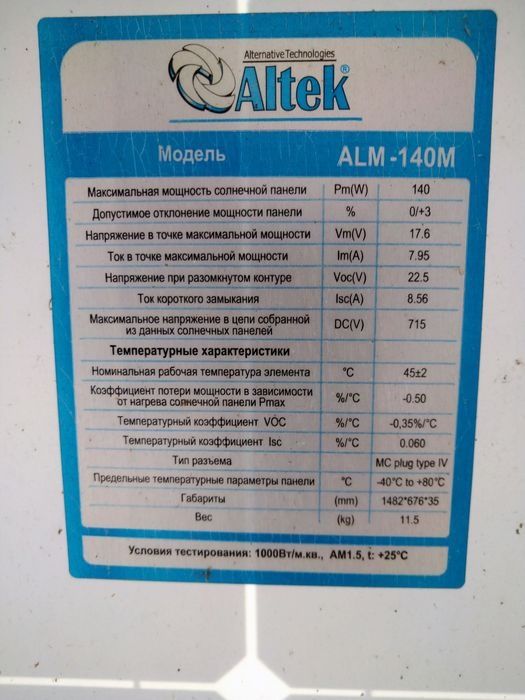 Alternative Technologies
Altek®
Модель ALM -140M
Максимальная мощность солнечной панели Pm(W) 140
Допустимое отклонение мощности панели % 0/+3
Напряжение в точке максимальной мощности Vm(V) 17.6
Ток в точке максимальной мощности Im(A) 7.95
Напряжение при разомкнутом контуре Voc(V) 22.5
Ток короткого замыкания Isc(A) 8.56
Максимальное напряжение в цепи собранной
из данных солнечных панелей DC(V) 715
Температурные характеристики
Номинальная рабочая температура элемента °C 45±2
Коэффициент потери мощности в зависимости
от нагрева солнечной панели Pmax %/°C -0.50
Температурный коэффициент VOC %/°C -0,35%/°C
Температурный коэффициент Isc %/°C 0.060
Тип разъема MC plug type IV
Предельные температурные параметры панели °C -40°C to +80°C
Габариты (mm) 1482*676*35
Вес (kg) 11.5
Условия тестирования: 1000Вт/м.кв., AM1.5, t: +25°C